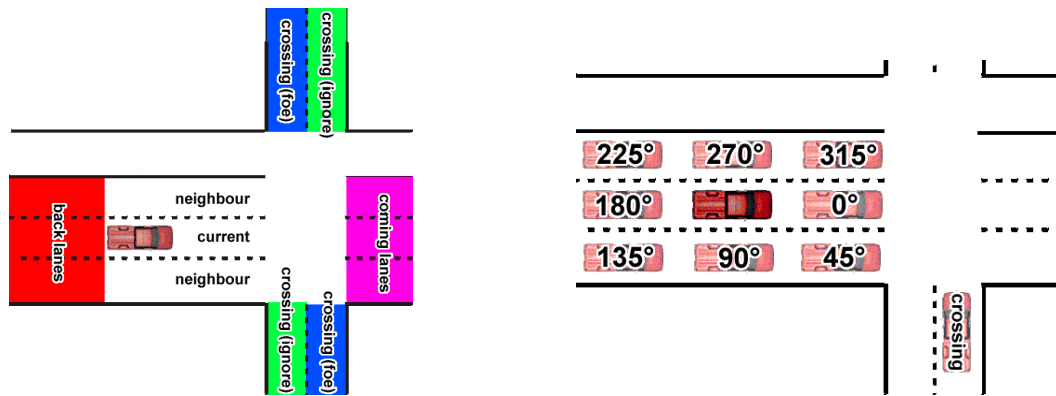 crossing (foe)
crossing (ignore)
neighbour
back lanes
current
coming lanes
neighbour
crossing (ignore)
crossing (foe)
225°
270°
315°
180°
0°
135°
90°
45°
crossing